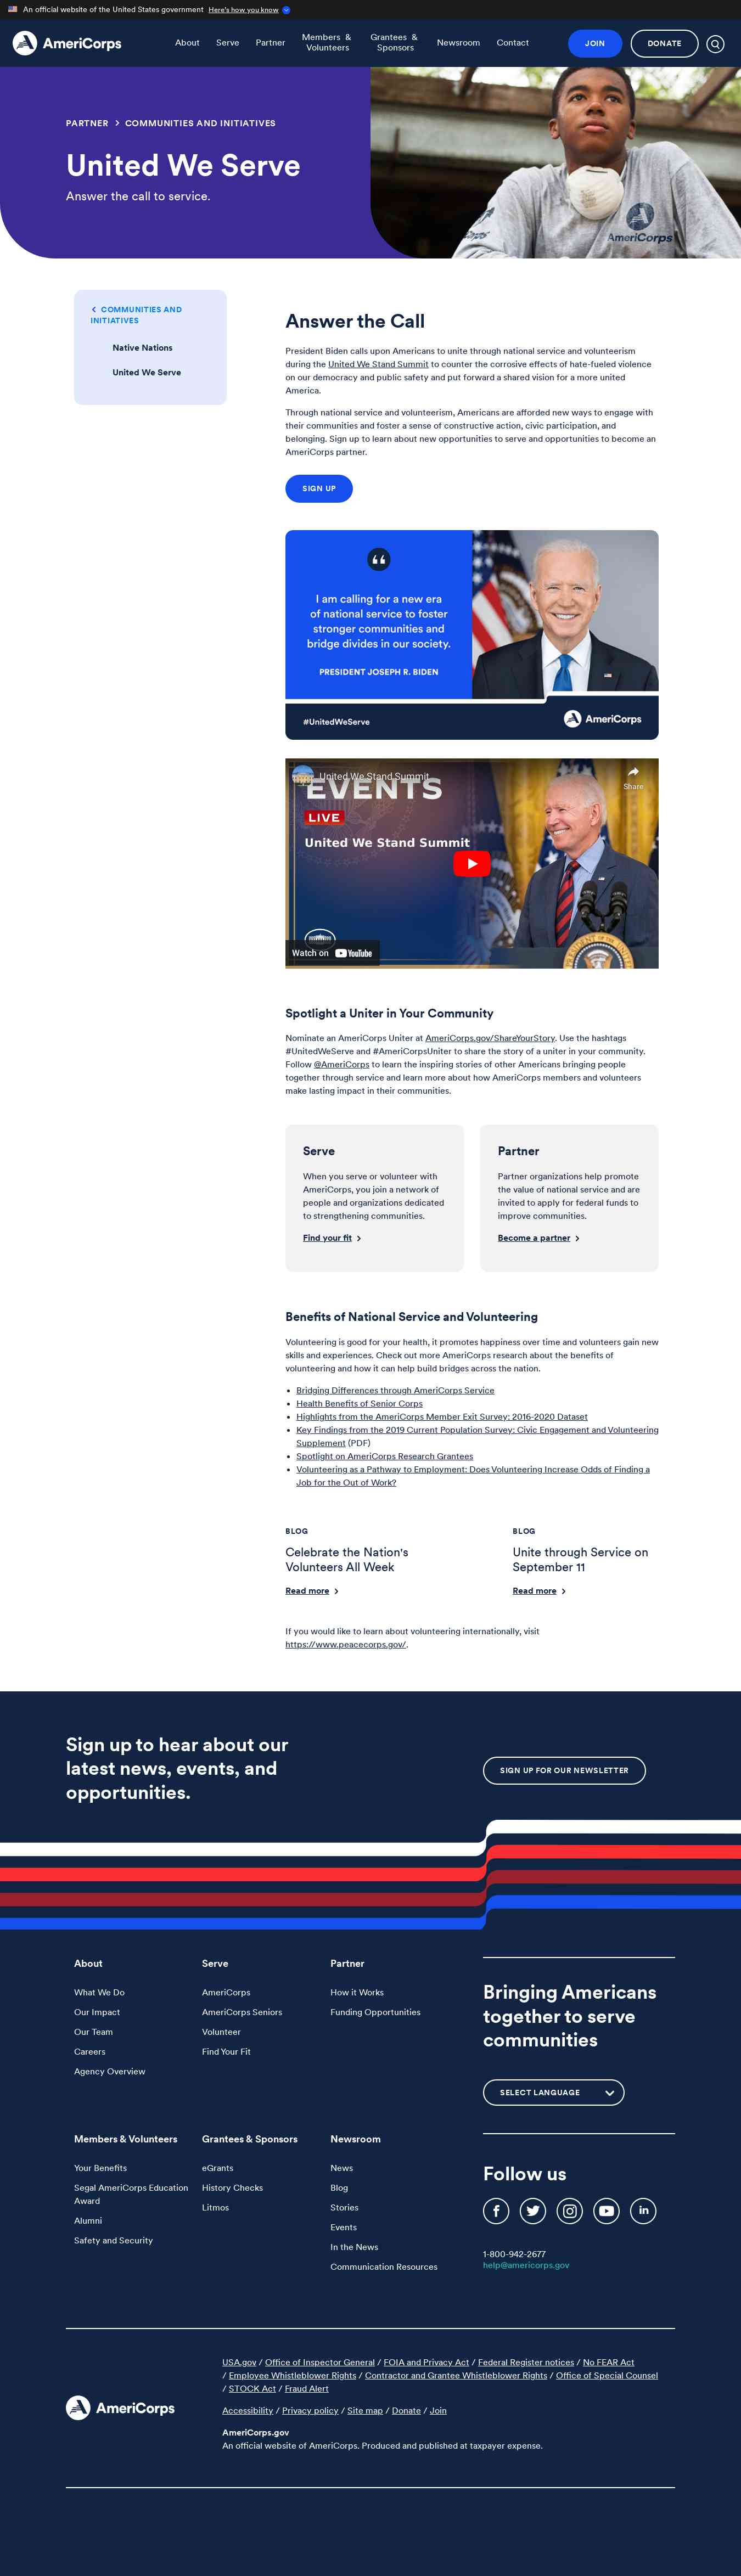 An official website of the United States government Here's how you know
AmeriCorps
About
Serve
Partner
Members &
Volunteers
Grantees &
Sponsors
Newsroom
Contact
JOIN
DONATE
PARTNER > COMMUNITIES AND INITIATIVES
United We Serve
Answer the call to service.
AmeriCorps
COMMUNITIES AND
INITIATIVES
Native Nations
United We Serve
Answer the Call
President Biden calls upon Americans to unite through national service and volunteerism
during the United We Stand Summit to counter the corrosive effects of hate-fueled violence
on our democracy and public safety and put forward a shared vision for a more united
America.
Through national service and volunteerism, Americans are afforded new ways to engage with
their communities and foster a sense of constructive action, civic participation, and
belonging. Sign up to learn about new opportunities to serve and opportunities to become an
AmeriCorps partner.
SIGN UP
I am calling for a new era
of national service to foster
stronger communities and
bridge divides in our society.
PRESIDENT JOSEPH R. BIDEN
#UnitedWeServe
AmeriCorps
United We Stand Summit
Share
EVENTS
LIVE
United We Stand Summit
Watch on YouTube
Spotlight a Uniter in Your Community
Nominate an AmeriCorps Uniter at AmeriCorps.gov/ShareYourStory. Use the hashtags
#UnitedWeServe and #AmeriCorpsUniter to share the story of a uniter in your community.
Follow @AmeriCorps to learn the inspiring stories of other Americans bringing people
together through service and learn more about how AmeriCorps members and volunteers
make lasting impact in their communities.
Serve
When you serve or volunteer with
AmeriCorps, you join a network of
people and organizations dedicated
to strengthening communities.
Find your fit
Partner
Partner organizations help promote
the value of national service and are
invited to apply for federal funds to
improve communities.
Become a partner
Benefits of National Service and Volunteering
Volunteering is good for your health, it promotes happiness over time and volunteers gain new
skills and experiences. Check out more AmeriCorps research about the benefits of
volunteering and how it can help build bridges across the nation.
• Bridging Differences through AmeriCorps Service
• Health Benefits of Senior Corps
• Highlights from the AmeriCorps Member Exit Survey: 2016-2020 Dataset
• Key Findings from the 2019 Current Population Survey: Civic Engagement and Volunteering
Supplement (PDF)
• Spotlight on AmeriCorps Research Grantees
• Volunteering as a Pathway to Employment: Does Volunteering Increase Odds of Finding a
Job for the Out of Work?
BLOG
Celebrate the Nation's
Volunteers All Week
Read more
BLOG
Unite through Service on
September 11
Read more
If you would like to learn about volunteering internationally, visit
https://www.peacecorps.gov/.
Sign up to hear about our
latest news, events, and
opportunities.
SIGN UP FOR OUR NEWSLETTER
About
What We Do
Our Impact
Our Team
Careers
Agency Overview
Serve
AmeriCorps
AmeriCorps Seniors
Volunteer
Find Your Fit
Partner
How it Works
Funding Opportunities
Bringing Americans
together to serve
communities
SELECT LANGUAGE
Members & Volunteers
Your Benefits
Segal AmeriCorps Education
Award
Alumni
Safety and Security
Grantees & Sponsors
eGrants
History Checks
Litmos
Newsroom
News
Blog
Stories
Events
In the News
Communication Resources
Follow us
1-800-942-2677
help@americorps.gov
AmeriCorps
USA.gov / Office of Inspector General / FOIA and Privacy Act / Federal Register notices / No FEAR Act
/ Employee Whistleblower Rights / Contractor and Grantee Whistleblower Rights / Office of Special Counsel
/ STOCK Act / Fraud Alert
Accessibility / Privacy policy / Site map / Donate / Join
AmeriCorps.gov
An official website of AmeriCorps. Produced and published at taxpayer expense.